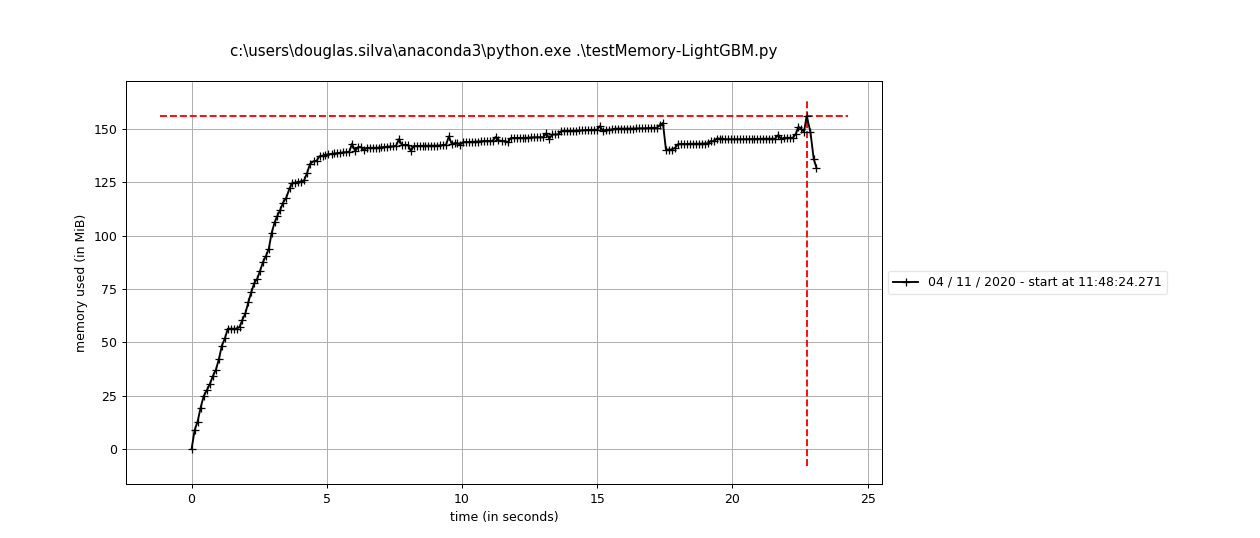 c:\users\douglas.silva\anaconda3\python.exe .\testMemory-LightGBM.py
memory used (in MiB)
150
125
100
75
50
25
0
0 5 10 15 20 25
time (in seconds)
04 / 11 / 2020 - start at 11:48:24.271